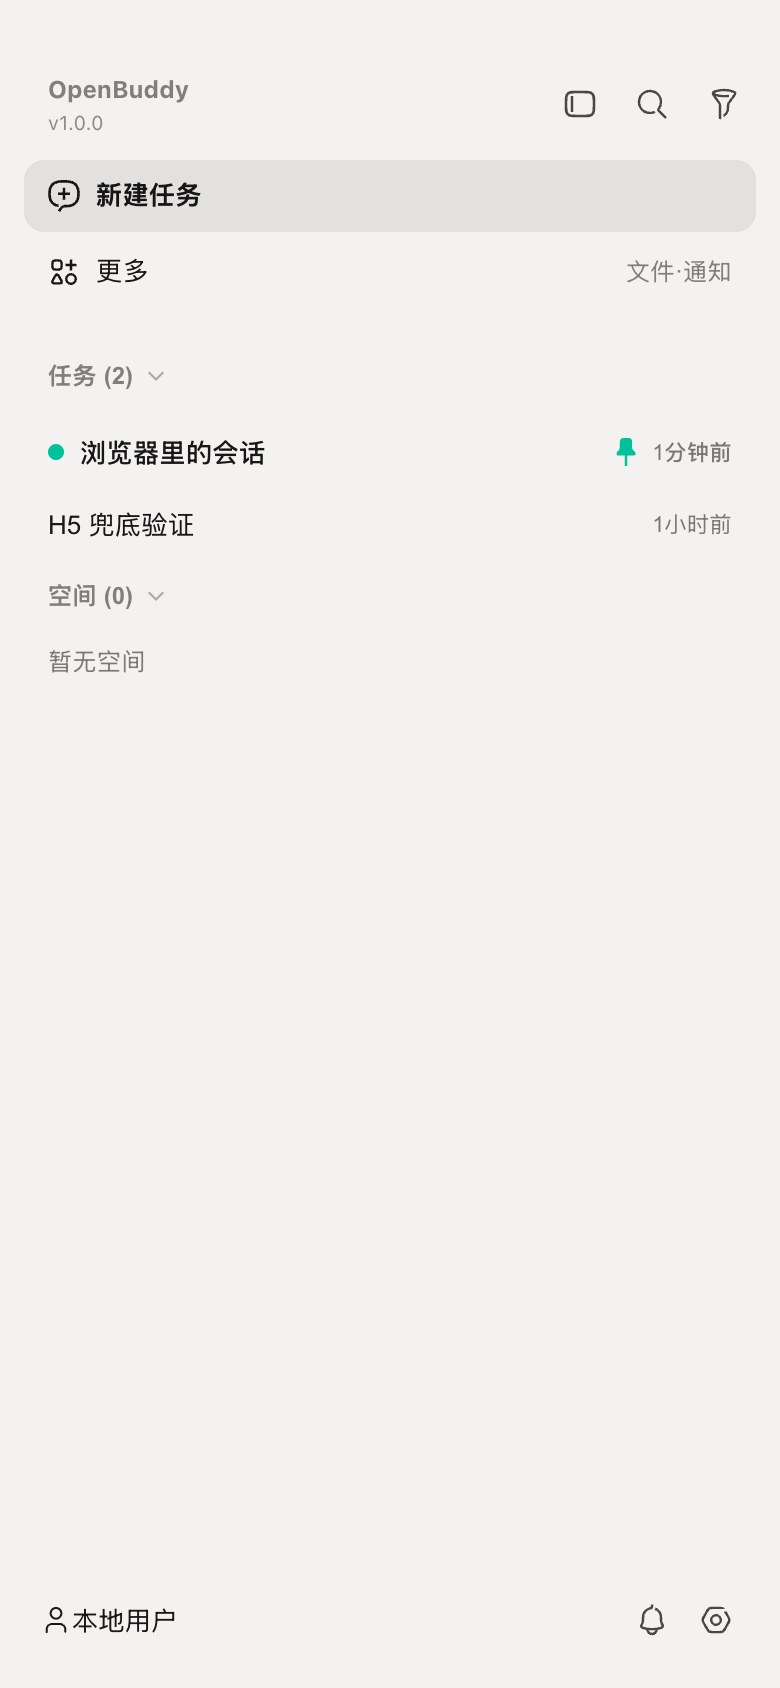 OpenBuddy
v1.0.0
新建任务
更多 文件·通知
任务 (2)
浏览器里的会话 1分钟前
H5 兜底验证 1小时前
空间 (0)
暂无空间
本地用户